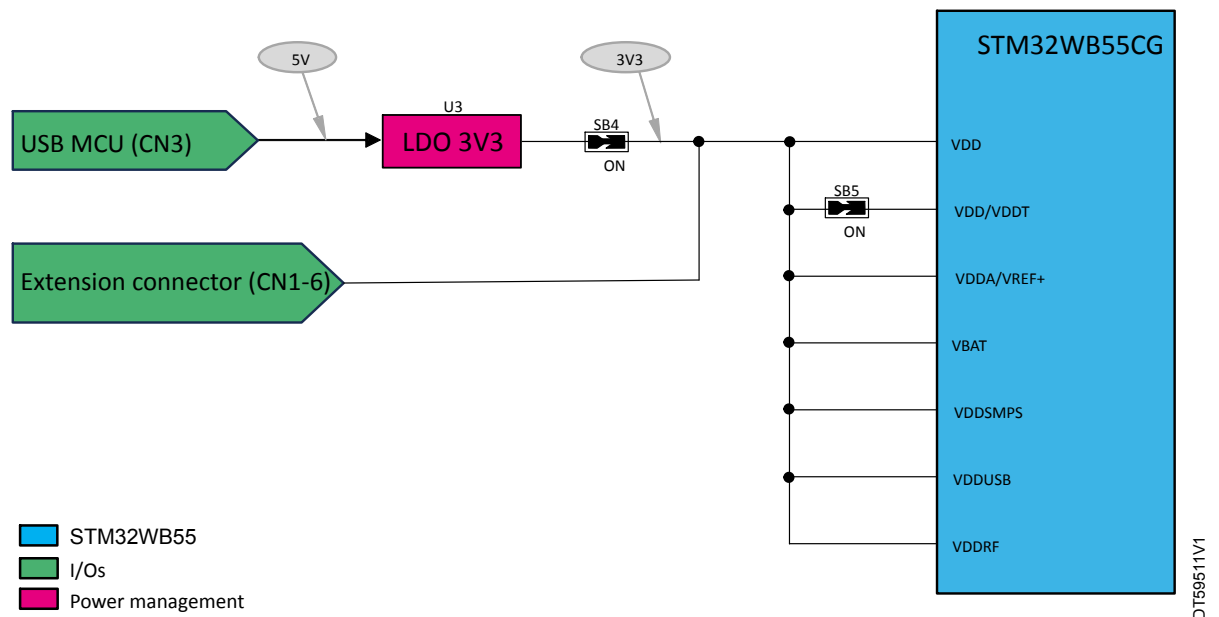 STM32WB55CG
5V
3V3
U3
USB MCU (CN3)
LDO 3V3
SB4
ON
VDD
SB5
ON
VDD/VDDT
Extension connector (CN1-6)
VDDA/VREF+
VBAT
VDDSMPS
VDDUSB
VDDRF
STM32WB55
I/Os
Power management
DT59511V1